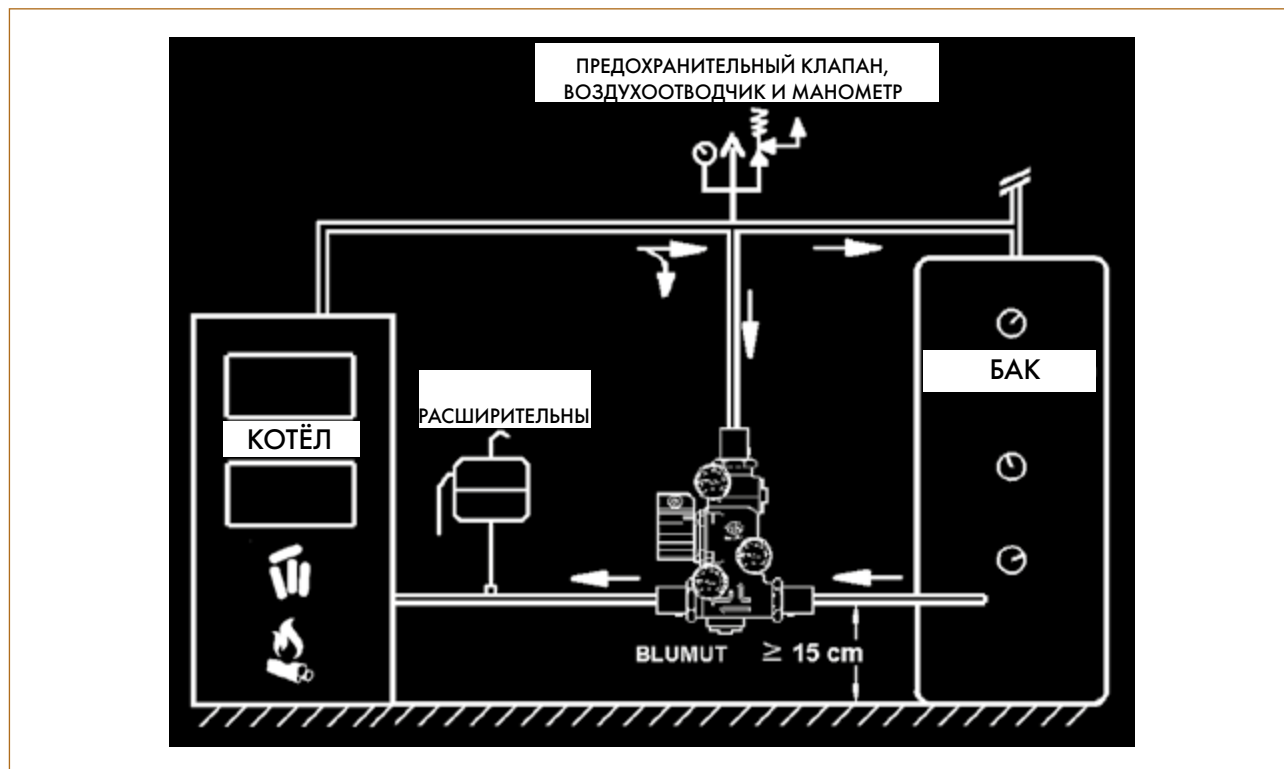 ПРЕДОХРАНИТЕЛЬНЫЙ КЛАПАН,
ВОЗДУХООТВОДЧИК И МАНОМЕТР
БАК
РАСШИРИТЕЛЬНЫ
КОТЁЛ
BLUMUT ≥ 15 cm